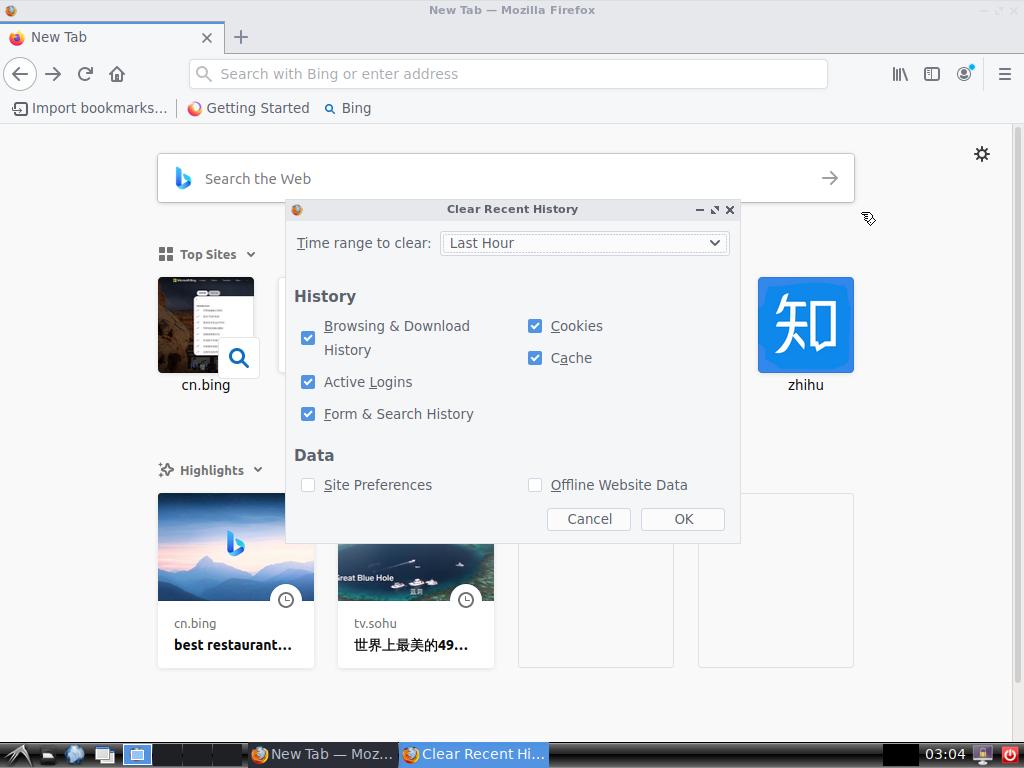 New Tab — Mozilla Firefox
New Tab
Search with Bing or enter address
Import bookmarks...
Getting Started
Bing
Search the Web
Clear Recent History
Time range to clear:
Last Hour
Top Sites
History
Browsing & Download
History
Cookies
Cache
Active Logins
Form & Search History
知
cn.bing
zhihu
Data
Highlights
Site Preferences
Offline Website Data
Cancel
OK
Great Blue Hole
cn.bing
best restaurant...
tv.sohu
世界上最美的49...
New Tab — Moz...
Clear Recent Hi...
03:04